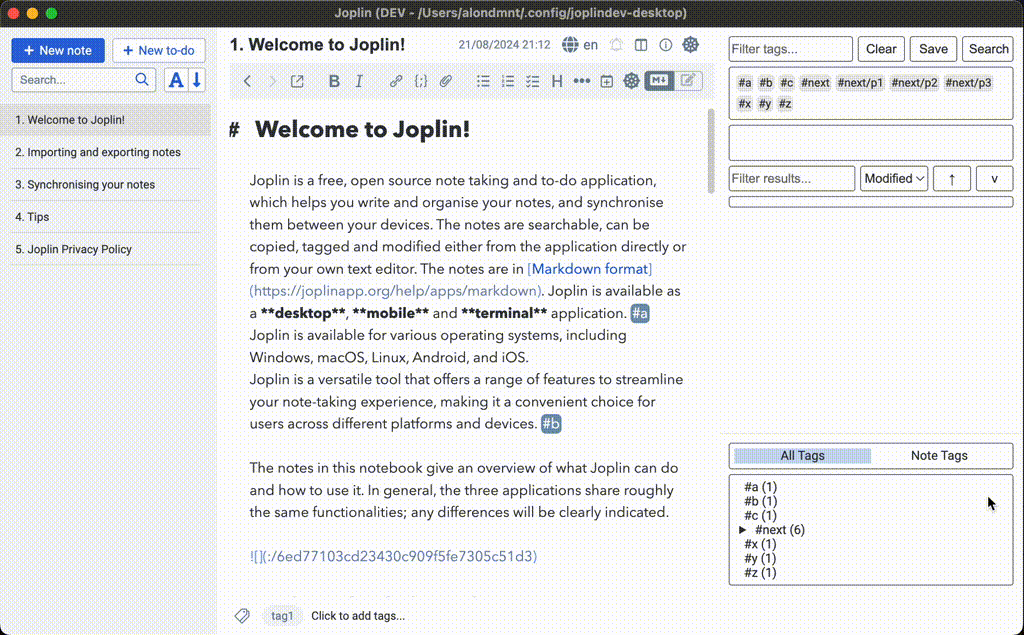 Joplin (DEV - /Users/alondmnt/.config/joplindev-desktop)
+ New note
+ New to-do
Search...
A
1. Welcome to Joplin!
2. Importing and exporting notes
3. Synchronising your notes
4. Tips
5. Joplin Privacy Policy
1. Welcome to Joplin!
21/08/2024 21:12
en
B I H M↓
# Welcome to Joplin!
Joplin is a free, open source note taking and to-do application,
which helps you write and organise your notes, and synchronise
them between your devices. The notes are searchable, can be
copied, tagged and modified either from the application directly or
from your own text editor. The notes are in [Markdown format]
(https://joplinapp.org/help/apps/markdown). Joplin is available as
a **desktop**, **mobile** and **terminal** application. #a
Joplin is available for various operating systems, including
Windows, macOS, Linux, Android, and iOS.
Joplin is a versatile tool that offers a range of features to streamline
your note-taking experience, making it a convenient choice for
users across different platforms and devices. #b
The notes in this notebook give an overview of what Joplin can do
and how to use it. In general, the three applications share roughly
the same functionalities; any differences will be clearly indicated.
![](:/6ed77103cd23430c909f5fe7305c51d3)
tag1
Click to add tags...
Filter tags...
Clear
Save
Search
#a #b #c #next #next/p1 #next/p2 #next/p3
#x #y #z
Filter results...
Modified
↑
v
All Tags
Note Tags
#a (1)
#b (1)
#c (1)
#next (6)
#x (1)
#y (1)
#z (1)